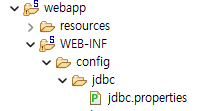 webapp
resources
WEB-INF
config
jdbc
jdbc.properties